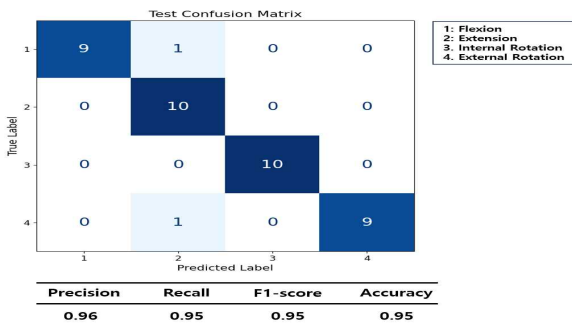 Test Confusion Matrix
1: Flexion
2: Extension
3. Internal Rotation
4. External Rotation
True Label
1 9 1 0 0
2 0 10 0 0
3 0 0 10 0
4 0 1 0 9
1 2 3 4
Predicted Label
Precision Recall F1-score Accuracy
0.96 0.95 0.95 0.95